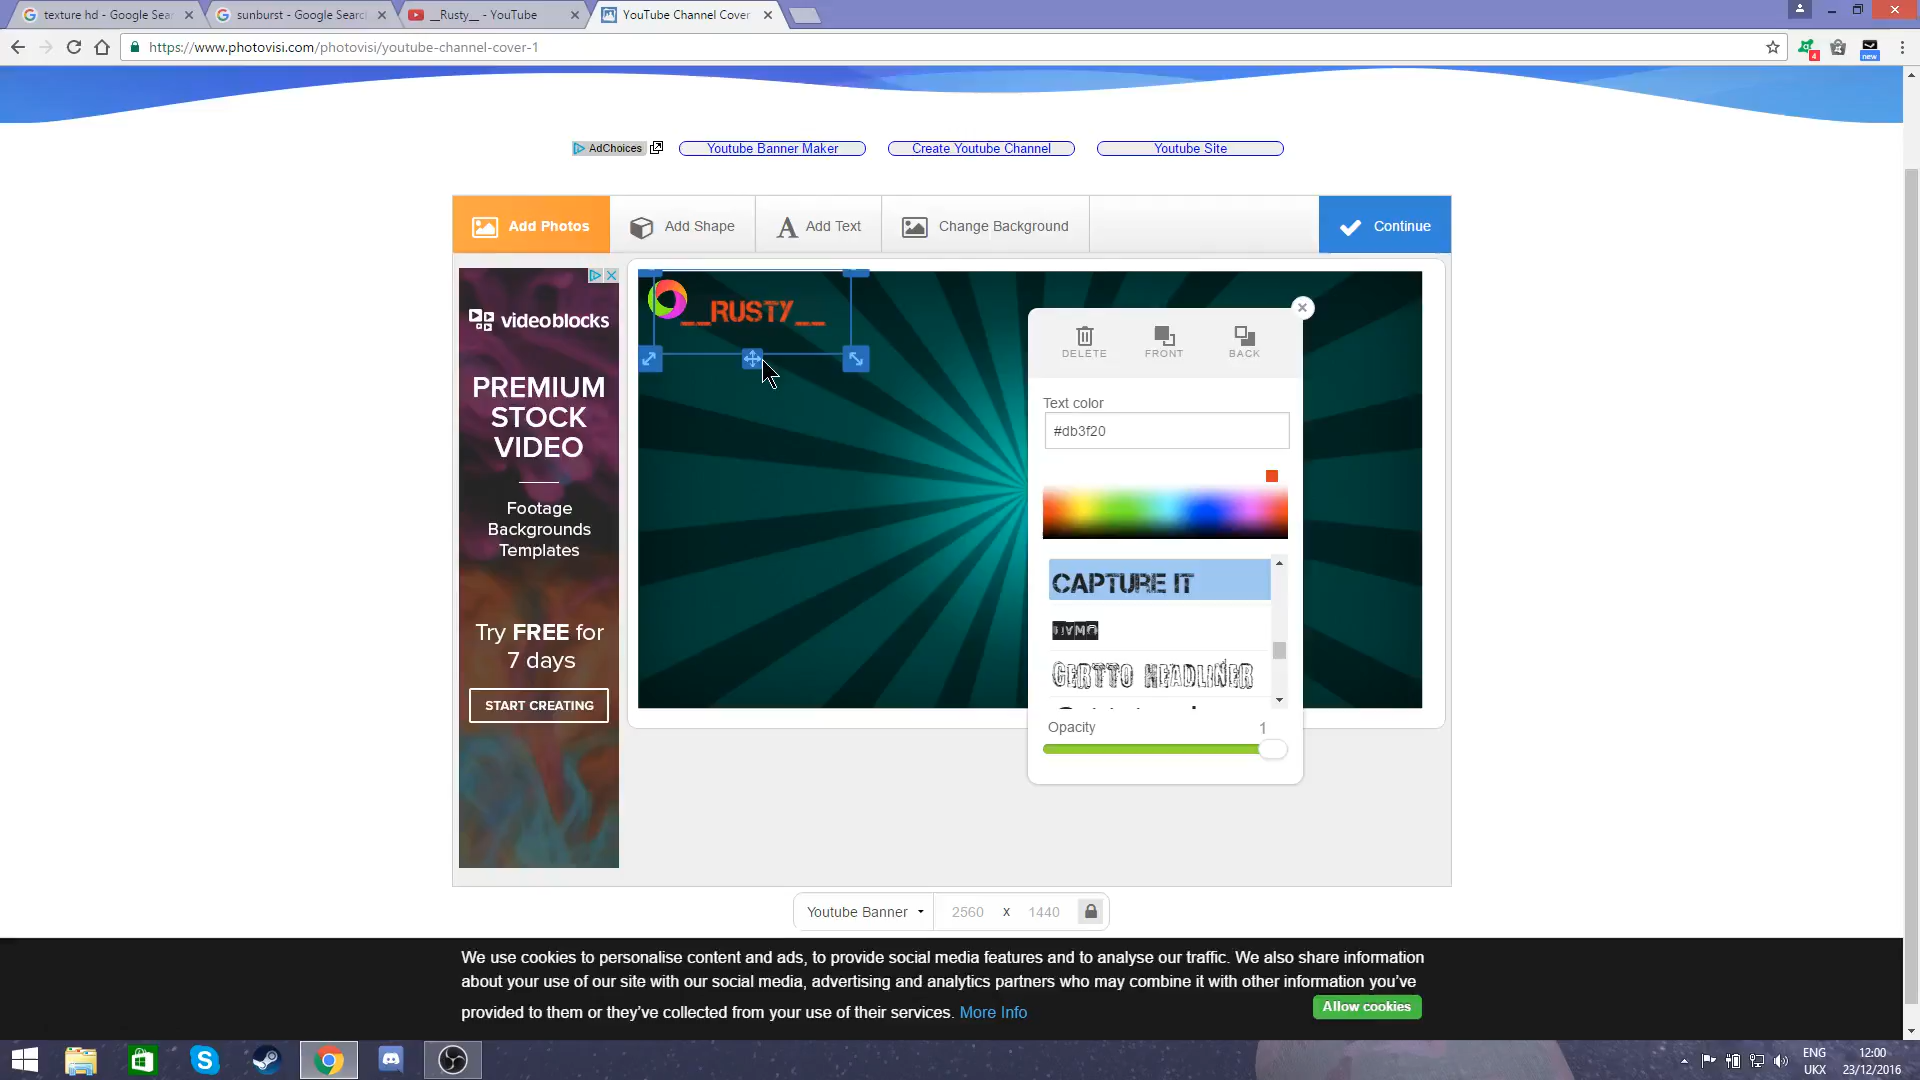 texture hd - Google Sear
sunburst - Google Searc
__Rusty__ - YouTube
YouTube Channel Cover
https://www.photovisi.com/photovisi/youtube-channel-cover-1
4
new
AdChoices
Youtube Banner Maker
Create Youtube Channel
Youtube Site
Add Photos
Add Shape
A Add Text
Change Background
Continue
videoblocks
PREMIUM
STOCK
VIDEO
Footage
Backgrounds
Templates
Try FREE for
7 days
START CREATING
__RUSTY__
DELETE
FRONT
BACK
Text color
#db3f20
CAPTURE IT
DYMO
GERTTO HEADLINER
Opacity
1
Youtube Banner
2560 x 1440
We use cookies to personalise content and ads, to provide social media features and to analyse our traffic. We also share information
about your use of our site with our social media, advertising and analytics partners who may combine it with other information you've
provided to them or they've collected from your use of their services. More Info
Allow cookies
ENG
UKX
12:00
23/12/2016